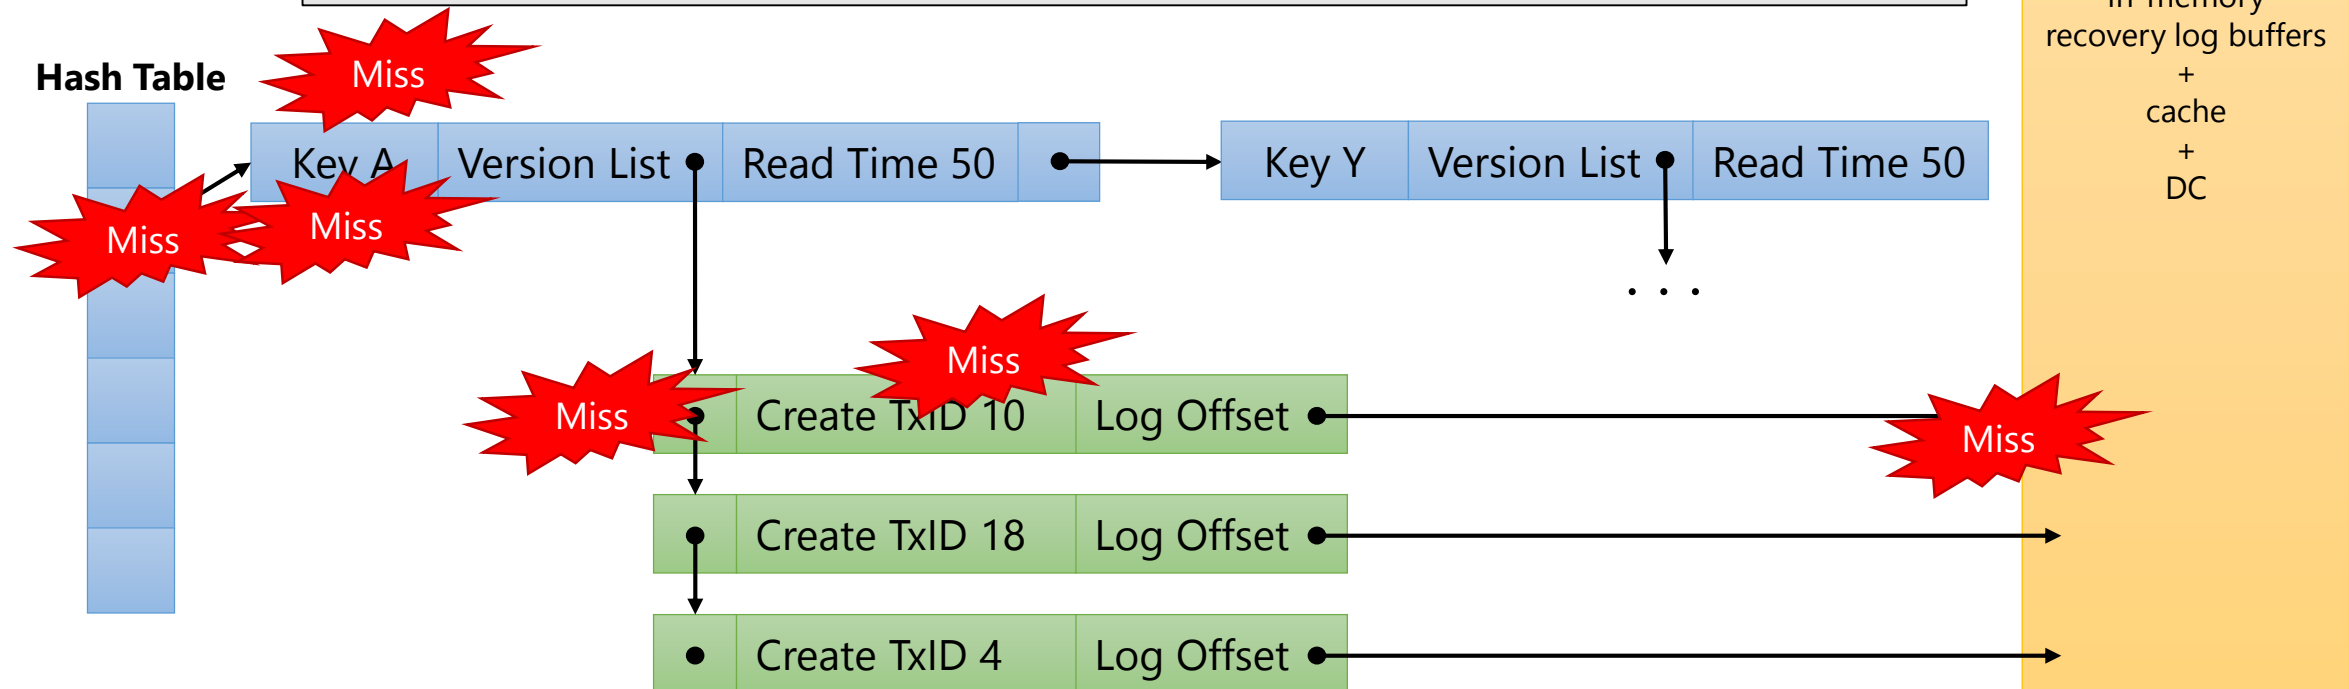 in-memory
recovery log buffers
+
cache
+
DC
Hash Table
Miss
Key A
Version List
Read Time 50
Key Y
Version List
Read Time 50
Miss
Miss
. . .
Miss
Miss
Create TxID 10
Log Offset
Miss
Create TxID 18
Log Offset
Create TxID 4
Log Offset